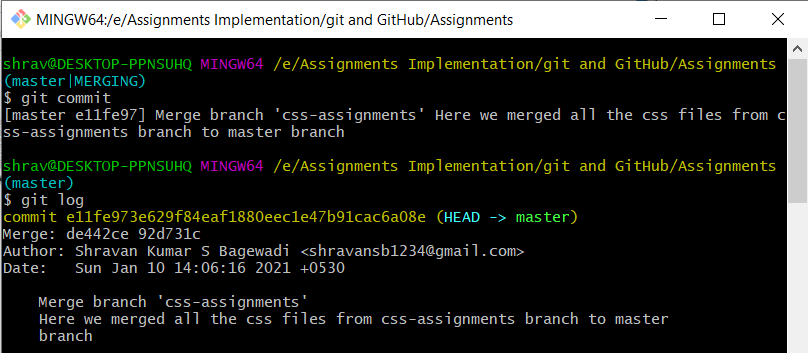 MINGW64:/e/Assignments Implementation/git and GitHub/Assignments
shrav@DESKTOP-PPNSUHQ MINGW64 /e/Assignments Implementation/git and GitHub/Assignments
(master|MERGING)
$ git commit
[master e11fe97] Merge branch 'css-assignments' Here we merged all the css files from c
ss-assignments branch to master branch
shrav@DESKTOP-PPNSUHQ MINGW64 /e/Assignments Implementation/git and GitHub/Assignments
(master)
$ git log
commit e11fe973e629f84eaf1880eec1e47b91cac6a08e (HEAD -> master)
Merge: de442ce 92d731c
Author: Shravan Kumar S Bagewadi <shravansb1234@gmail.com>
Date:   Sun Jan 10 14:06:16 2021 +0530
    Merge branch 'css-assignments'
    Here we merged all the css files from css-assignments branch to master
    branch